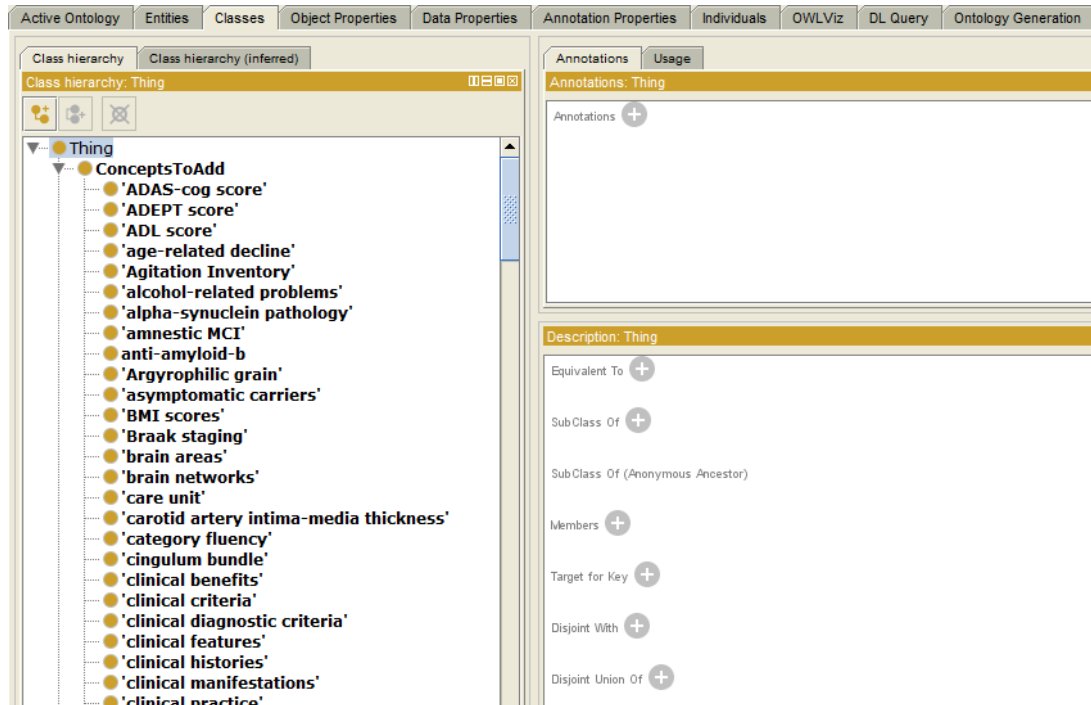 Active Ontology Entities Classes Object Properties Data Properties Annotation Properties Individuals OWLViz DL Query Ontology Generation
Class hierarchy Class hierarchy (inferred)
Class hierarchy: Thing
Thing
ConceptsToAdd
'ADAS-cog score'
'ADEPT score'
'ADL score'
'age-related decline'
'Agitation Inventory'
'alcohol-related problems'
'alpha-synuclein pathology'
'amnestic MCI'
anti-amyloid-b
'Argyrophilic grain'
'asymptomatic carriers'
'BMI scores'
'Braak staging'
'brain areas'
'brain networks'
'care unit'
'carotid artery intima-media thickness'
'category fluency'
'cingulum bundle'
'clinical benefits'
'clinical criteria'
'clinical diagnostic criteria'
'clinical features'
'clinical histories'
'clinical manifestations'
'clinical practice'
Annotations Usage
Annotations: Thing
Annotations
Description: Thing
Equivalent To
SubClass Of
SubClass Of (Anonymous Ancestor)
Members
Target for Key
Disjoint With
Disjoint Union Of